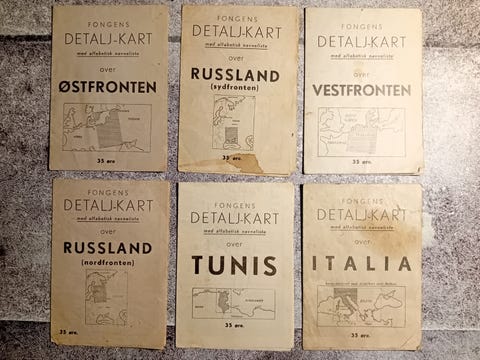 FONGENS
DETALJ-KART
med alfabetisk navneliste
over
ØSTFRONTEN
35 øre.
FONGENS
DETALJ-KART
med alfabetisk navneliste
over
RUSSLAND
(sydfronten)
35 øre.
FONGENS
DETALJ-KART
med alfabetisk navneliste
over
VESTFRONTEN
35 øre.
FONGENS
DETALJ-KART
med alfabetisk navneliste
over
RUSSLAND
(nordfronten)
35 øre.
FONGENS
DETALJ-KART
med alfabetisk navneliste
over
TUNIS
35 øre.
FONGENS
DETALJ-KART
med alfabetisk navneliste
over
ITALIA
35 øre.